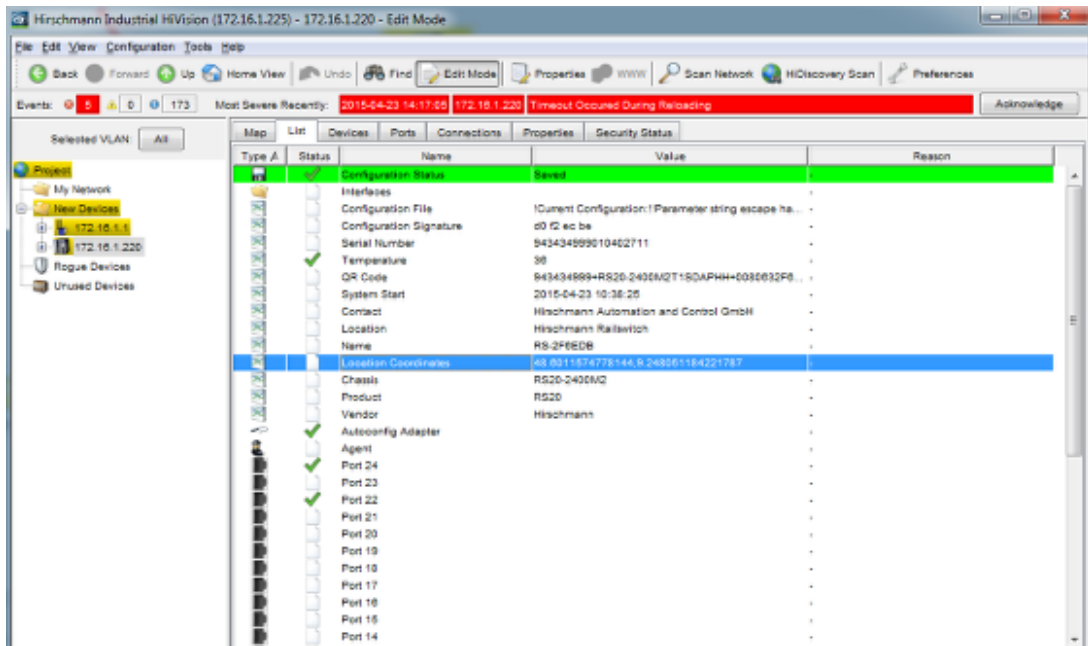 Hirschmann Industrial HiVision (172.16.1.225) - 172.16.1.220 - Edit Mode
File Edit View Configuration Tools Help
Back Forward Up Home View Undo Find Edit Mode Properties WWW Scan Network HiDiscovery Scan Preferences
Events: 5 0 173 Most Severe Recently: 2015-04-23 14:17:05 172.16.1.220 Timeout Occured During Reloading Acknowledge
Selected VLAN: All
Project
My Network
New Devices
172.16.1.1
172.16.1.220
Rogue Devices
Unused Devices
Map List Devices Ports Connections Properties Security Status
Type Status Name Value Reason
Configuration Status Saved -
Interfaces -
Configuration File !Current Configuration:!!Parameter string escape ha... -
Configuration Signature d0 f2 ec be -
Serial Number 943434999010402711 -
Temperature 36 -
QR Code -
System Start 2015-04-23 10:38:25 -
Contact Hirschmann Automation and Control GmbH -
Location Hirschmann Railswitch -
Name RS-2F6EDB -
Location Coordinates -
Chassis RS20-2400M2 -
Product RS20 -
Vendor Hirschmann -
Autoconfig Adapter -
Agent -
Port 24 -
Port 23 -
Port 22 -
Port 21 -
Port 20 -
Port 19 -
Port 18 -
Port 17 -
Port 16 -
Port 15 -
Port 14 -